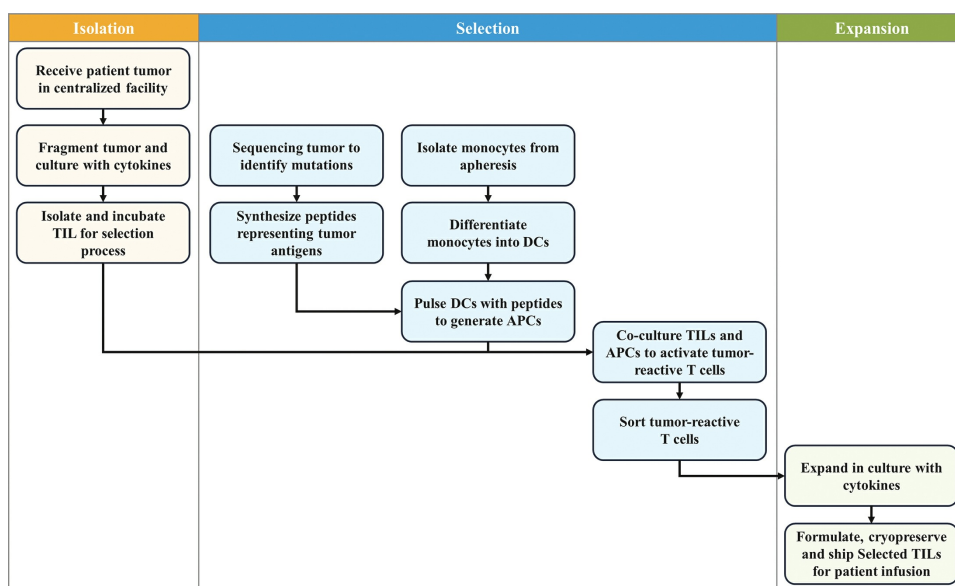 Isolation
Selection
Expansion
Receive patient tumor
in centralized facility
Fragment tumor and
culture with cytokines
Isolate and incubate
TIL for selection
process
Sequencing tumor to
identify mutations
Synthesize peptides
representing tumor
antigens
Isolate monocytes from
apheresis
Differentiate
monocytes into DCs
Pulse DCs with peptides
to generate APCs
Co-culture TILs and
APCs to activate tumor-
reactive T cells
Sort tumor-reactive
T cells
Expand in culture with
cytokines
Formulate, cryopreserve
and ship Selected TILs
for patient infusion